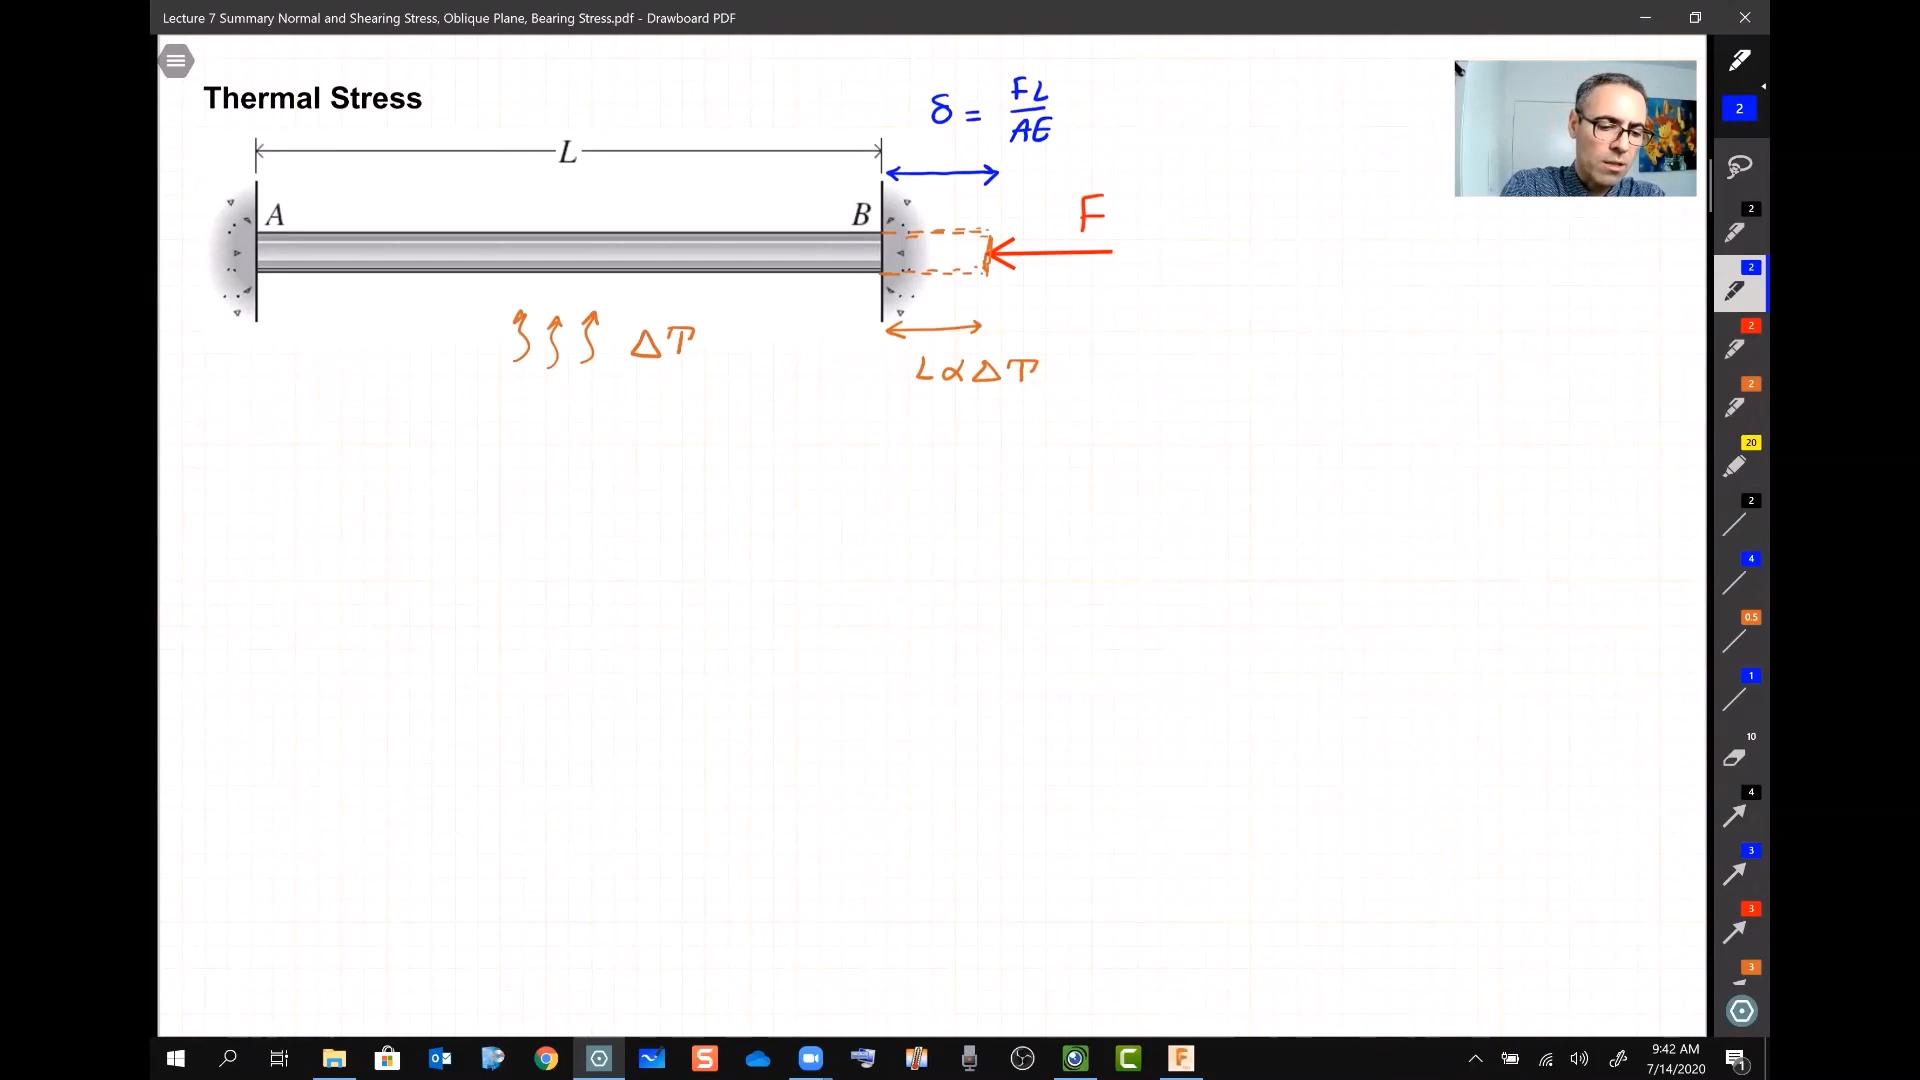 Lecture 7 Summary Normal and Shearing Stress, Oblique Plane, Bearing Stress.pdf - Drawboard PDF
Thermal Stress
δ = FL
AE
L
A
B
F
ΔT
LαΔT
2
2
2
2
2
20
2
4
0.5
1
10
4
3
3
3
9:42 AM
7/14/2020
1